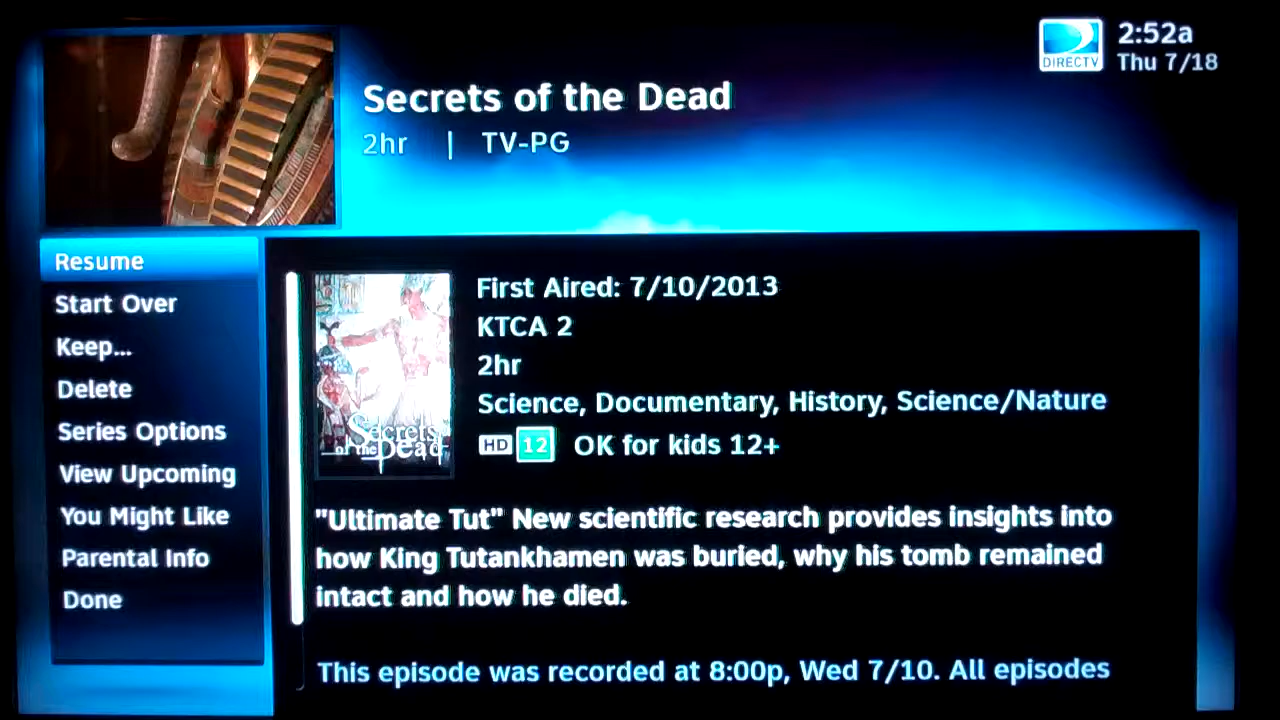 DIRECTV
2:52a
Thu 7/18
Secrets of the Dead
2hr | TV-PG
Resume
Start Over
Keep...
Delete
Series Options
View Upcoming
You Might Like
Parental Info
Done
Secrets
of the Dead
First Aired: 7/10/2013
KTCA 2
2hr
Science, Documentary, History, Science/Nature
HD 12 OK for kids 12+
"Ultimate Tut" New scientific research provides insights into
how King Tutankhamen was buried, why his tomb remained
intact and how he died.
This episode was recorded at 8:00p, Wed 7/10. All episodes